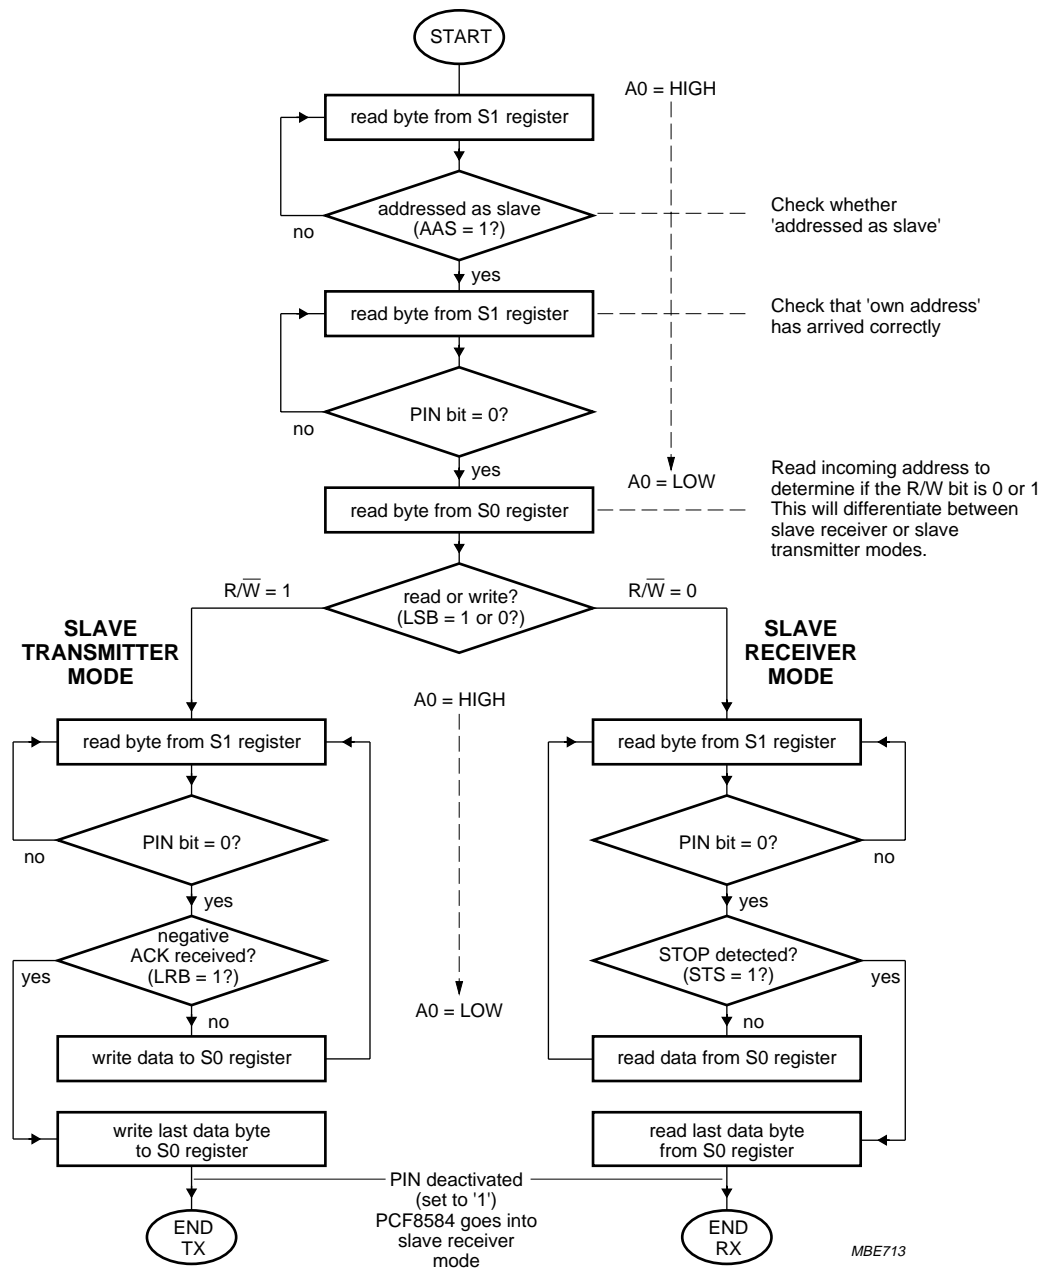 START
A0 = HIGH
read byte from S1 register
addressed as slave
(AAS = 1?)
Check whether
'addressed as slave'
no
yes
read byte from S1 register
Check that 'own address'
has arrived correctly
PIN bit = 0?
no
yes
A0 = LOW
read byte from S0 register
Read incoming address to
determine if the R/W bit is 0 or 1
This will differentiate between
slave receiver or slave
transmitter modes.
R/W̅ = 1
read or write?
(LSB = 1 or 0?)
R/W̅ = 0
SLAVE
TRANSMITTER
MODE
SLAVE
RECEIVER
MODE
A0 = HIGH
read byte from S1 register
read byte from S1 register
PIN bit = 0?
PIN bit = 0?
no
no
yes
yes
negative
ACK received?
(LRB = 1?)
yes
STOP detected?
(STS = 1?)
yes
A0 = LOW
no
no
write data to S0 register
read data from S0 register
write last data byte
to S0 register
read last data byte
from S0 register
PIN deactivated
(set to '1')
PCF8584 goes into
slave receiver
mode
END
TX
END
RX
MBE713